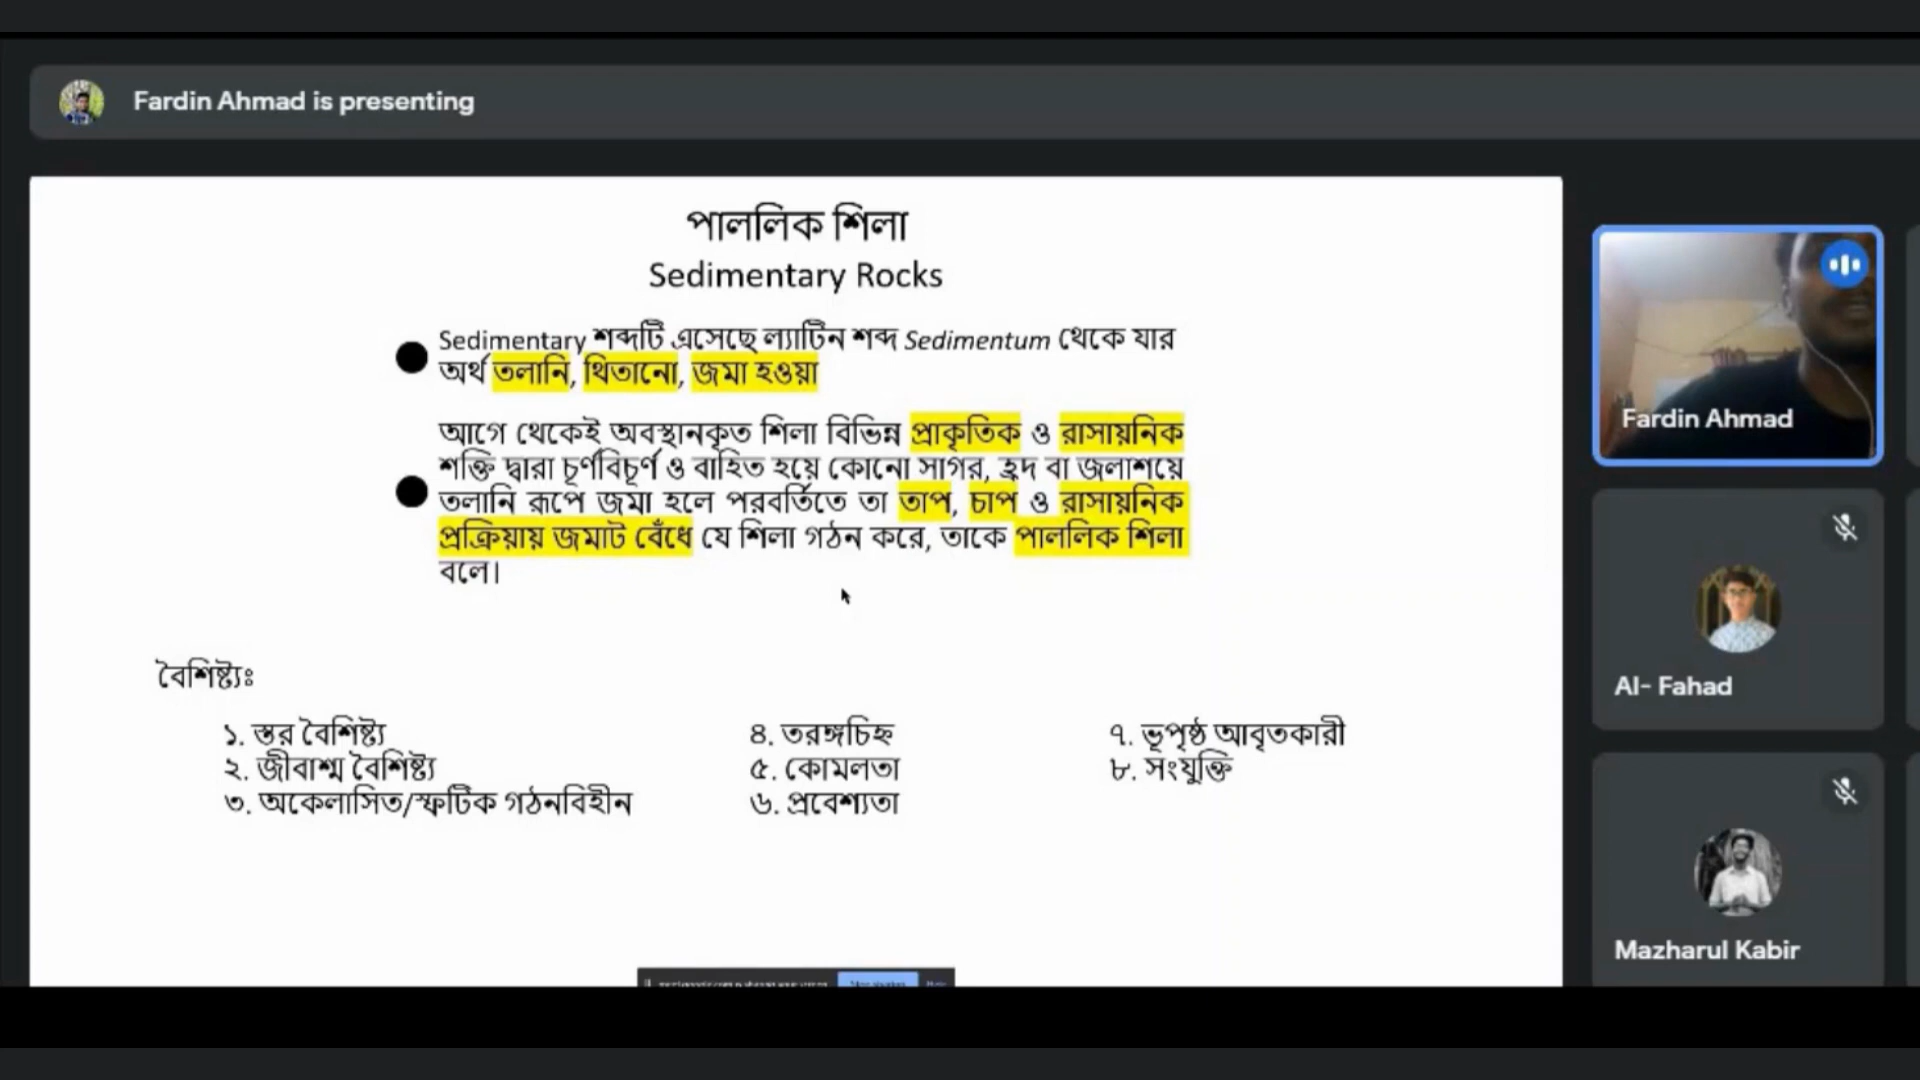 Fardin Ahmad is presenting
পাললিক শিলা
Sedimentary Rocks
Sedimentary শব্দটি এসেছে ল্যাটিন শব্দ Sedimentum থেকে যার
অর্থ তলানি, থিতানো, জমা হওয়া
আগে থেকেই অবস্থানকৃত শিলা বিভিন্ন প্রাকৃতিক ও রাসায়নিক
শক্তি দ্বারা চূর্ণবিচূর্ণ ও বাহিত হয়ে কোনো সাগর, হ্রদ বা জলাশয়ে
তলানি রূপে জমা হলে পরবর্তিতে তা তাপ, চাপ ও রাসায়নিক
প্রক্রিয়ায় জমাট বেঁধে যে শিলা গঠন করে, তাকে পাললিক শিলা
বলে।
বৈশিষ্ট্যঃ
১. স্তর বৈশিষ্ট্য
২. জীবাশ্ম বৈশিষ্ট্য
৩. অকেলাসিত/স্ফটিক গঠনবিহীন
৪. তরঙ্গচিহ্ন
৫. কোমলতা
৬. প্রবেশ্যতা
৭. ভূপৃষ্ঠ আবৃতকারী
৮. সংযুক্তি
Fardin Ahmad
Al- Fahad
Mazharul Kabir